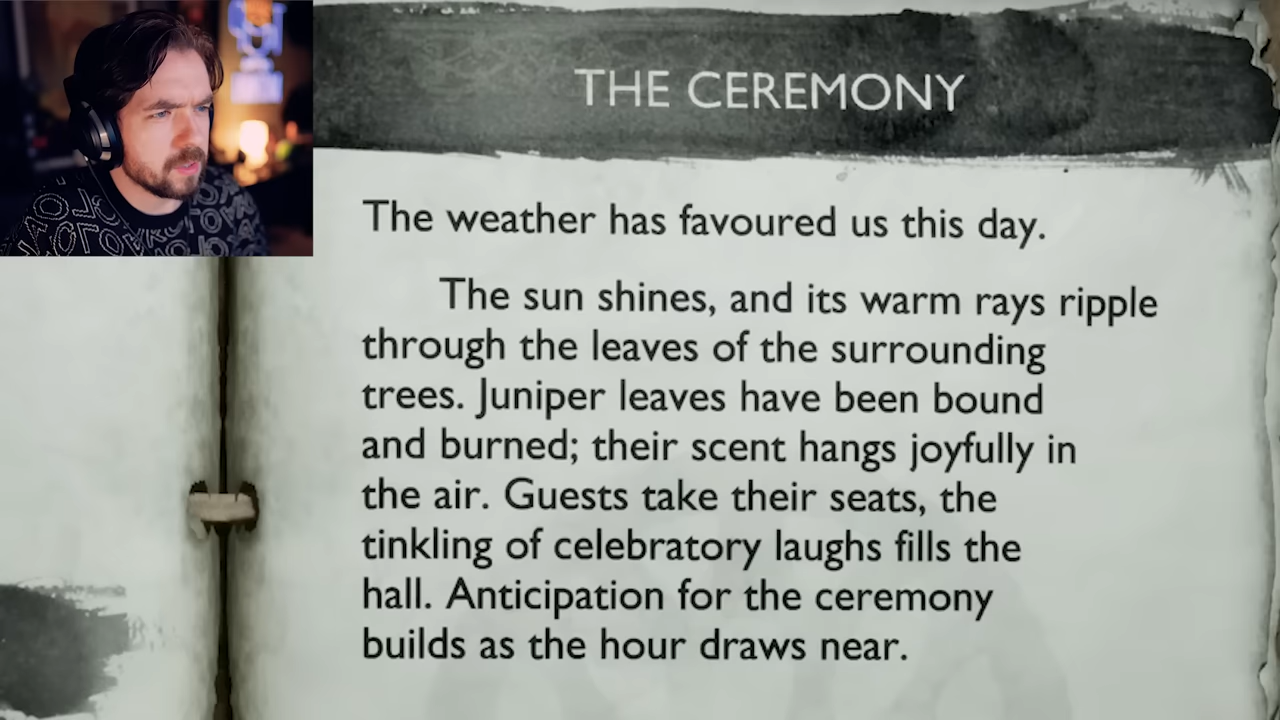 THE CEREMONY
The weather has favoured us this day.
The sun shines, and its warm rays ripple
through the leaves of the surrounding
trees. Juniper leaves have been bound
and burned; their scent hangs joyfully in
the air. Guests take their seats, the
tinkling of celebratory laughs fills the
hall. Anticipation for the ceremony
builds as the hour draws near.